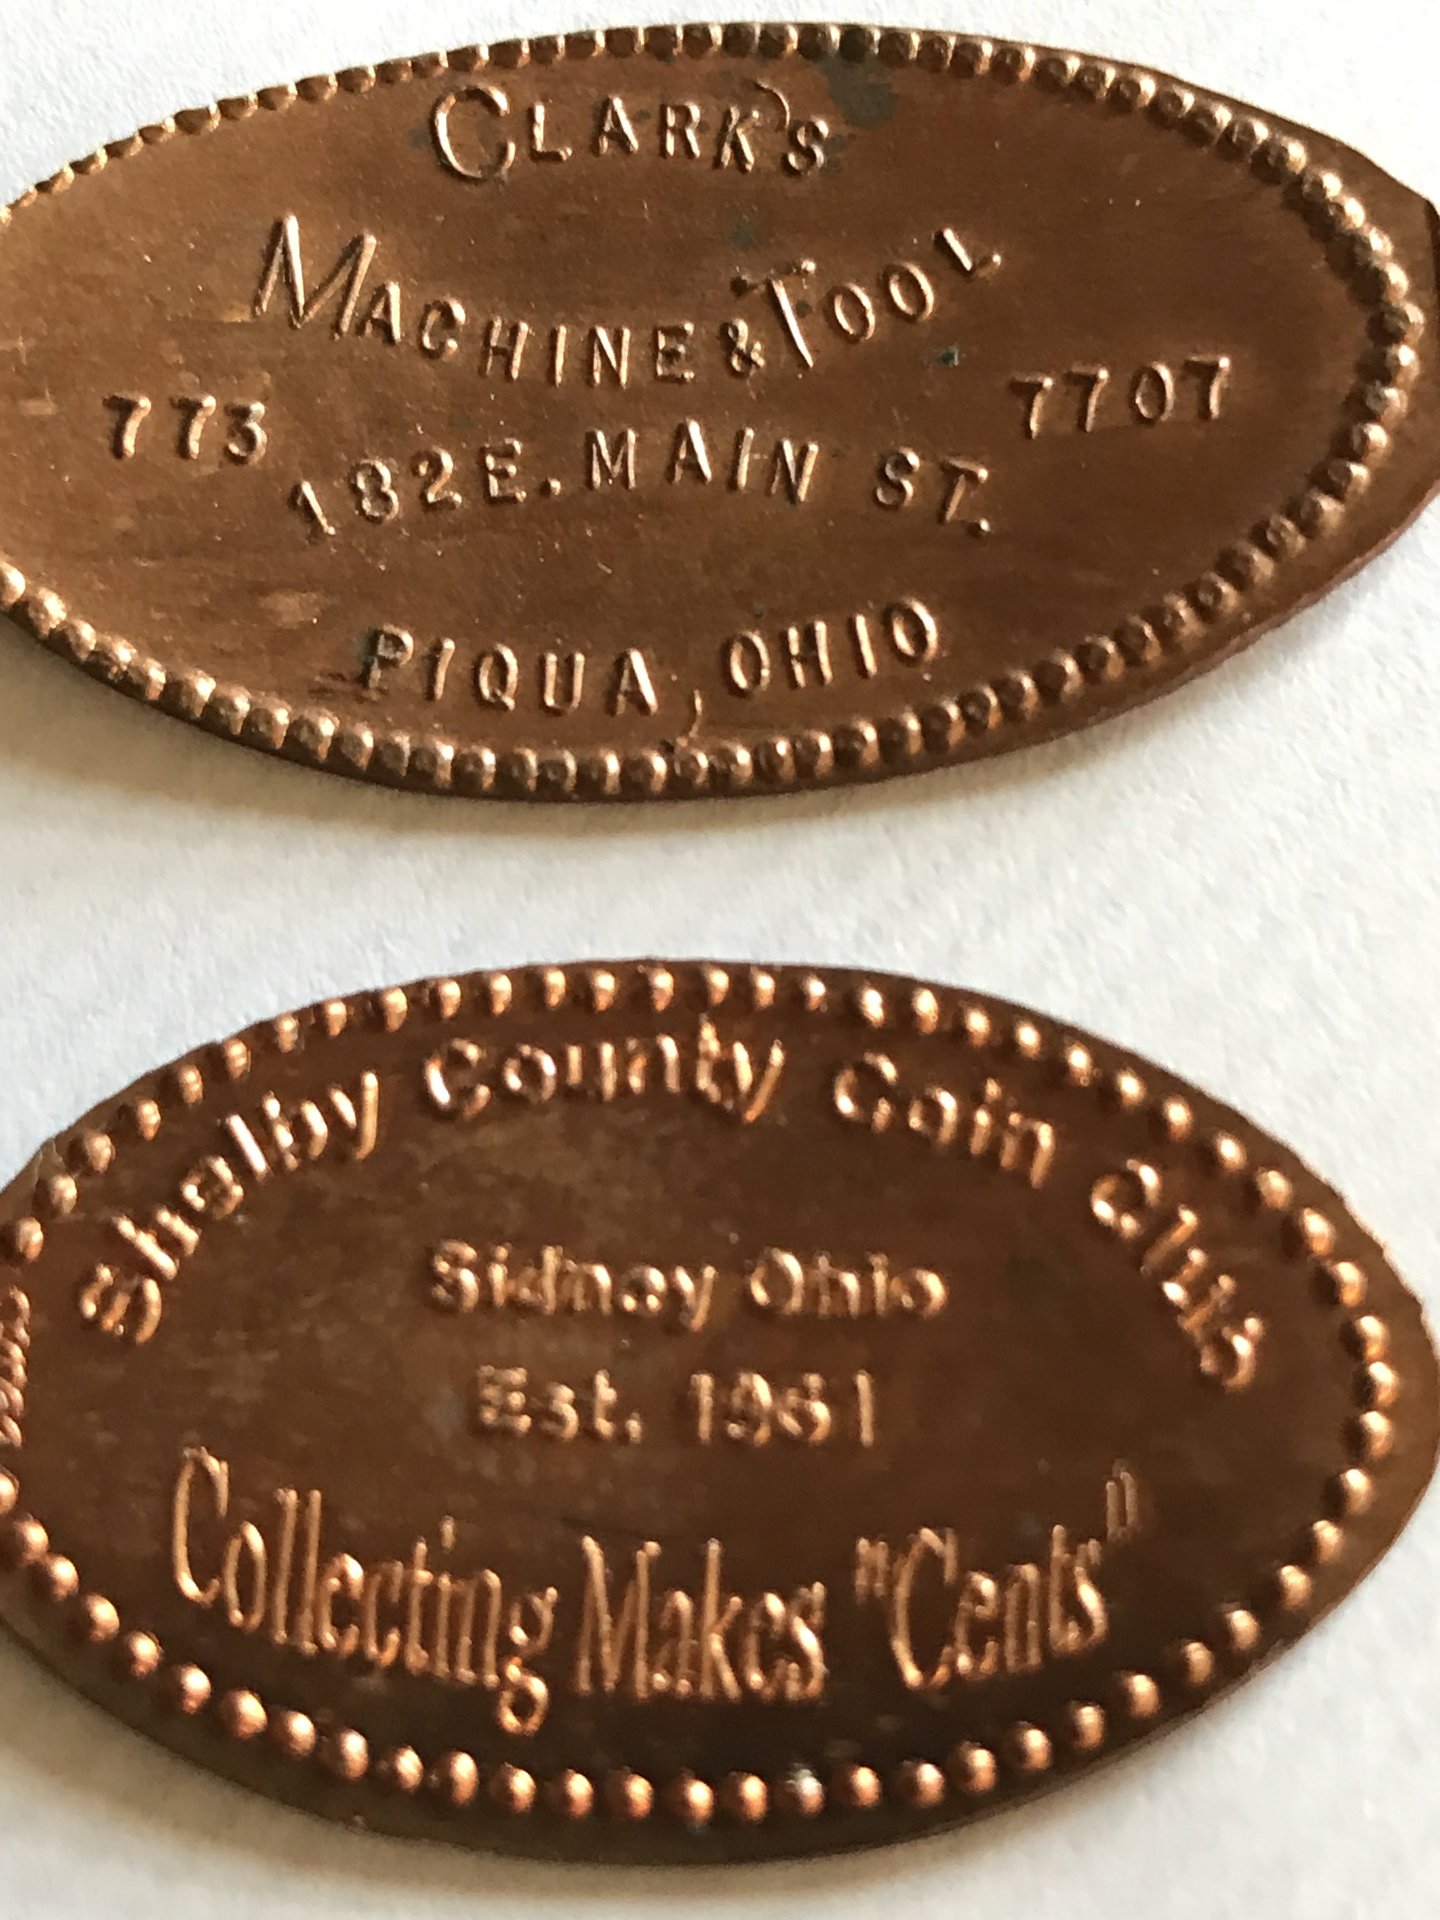 CLARK'S
MACHINE & TOOL
773 7707
182 E. MAIN ST.
PIQUA, OHIO
Shelby County Coin Club
Sidney Ohio
Est. 1961
Collecting Makes "Cents"